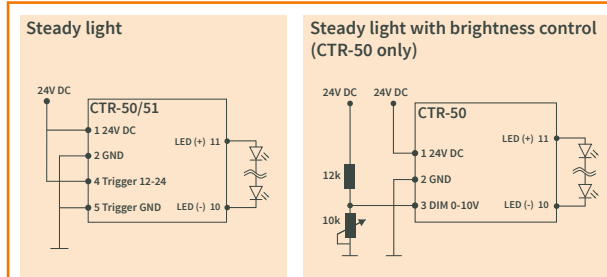 Steady light
24V DC
CTR-50/51
1 24V DC
2 GND
4 Trigger 12-24
5 Trigger GND
LED (+) 11
LED (-) 10
Steady light with brightness control
(CTR-50 only)
24V DC 24V DC
CTR-50
1 24V DC
2 GND
3 DIM 0-10V
12k
10k
LED (+) 11
LED (-) 10